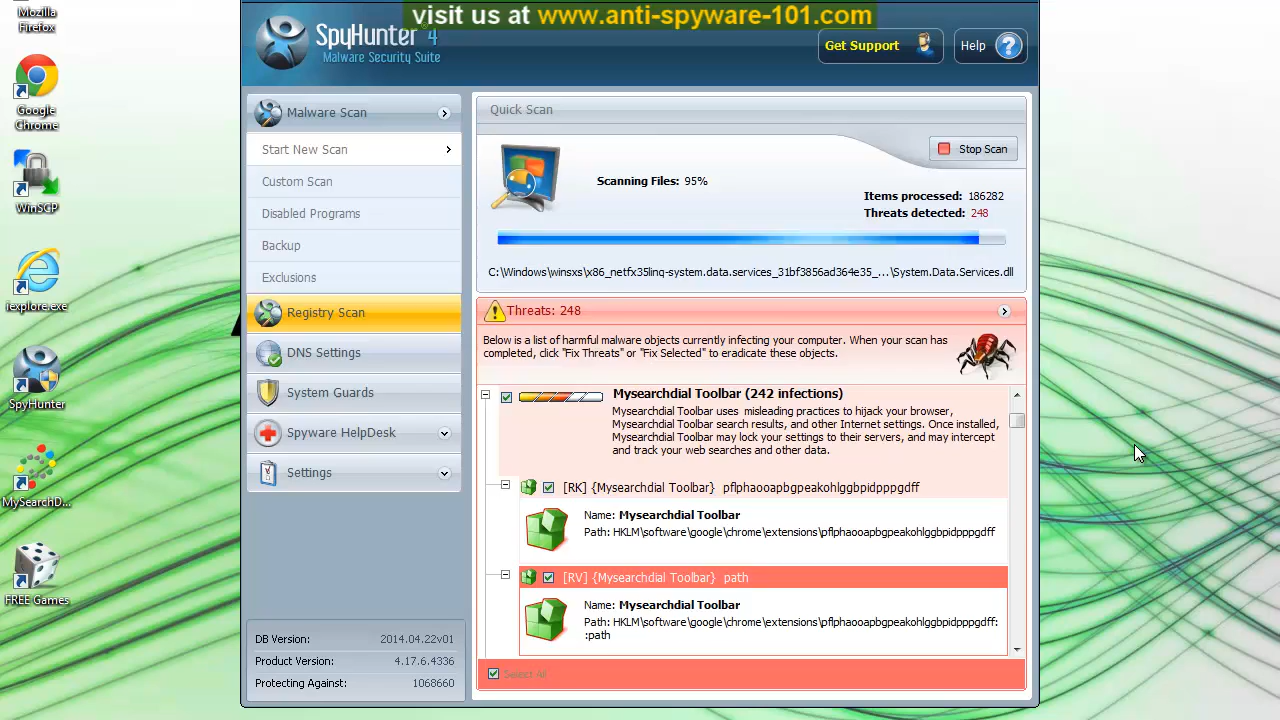 visit us at www.anti-spyware-101.com
Mozilla
Firefox
Google
Chrome
WinSCP
iexplore.exe
SpyHunter
MySearchD...
FREE Games
SpyHunter 4
Malware Security Suite
Get Support
Help
?
Malware Scan
Start New Scan
Custom Scan
Disabled Programs
Backup
Exclusions
Registry Scan
DNS Settings
System Guards
Spyware HelpDesk
Settings
DB Version: 2014.04.22v01
Product Version: 4.17.6.4336
Protecting Against: 1068660
Quick Scan
Stop Scan
Scanning Files: 95%
Items processed: 186282
Threats detected: 248
C:\Windows\winsxs\x86_netfx35linq-system.data.services_31bf3856ad364e35_...\System.Data.Services.dll
Threats: 248
Below is a list of harmful malware objects currently infecting your computer. When your scan has
completed, click "Fix Threats" or "Fix Selected" to eradicate these objects.
Mysearchdial Toolbar (242 infections)
Mysearchdial Toolbar uses misleading practices to hijack your browser,
Mysearchdial Toolbar search results, and other Internet settings. Once installed,
Mysearchdial Toolbar may lock your settings to their servers, and may intercept
and track your web searches and other data.
[RK] {Mysearchdial Toolbar} pflphaooapbgpeakohlggbpidpppgdff
Name: Mysearchdial Toolbar
Path: HKLM\software\google\chrome\extensions\pflphaooapbgpeakohlggbpidpppgdff
[RV] {Mysearchdial Toolbar} path
Name: Mysearchdial Toolbar
Path: HKLM\software\google\chrome\extensions\pflphaooapbgpeakohlggbpidpppgdff:
:path
Select All